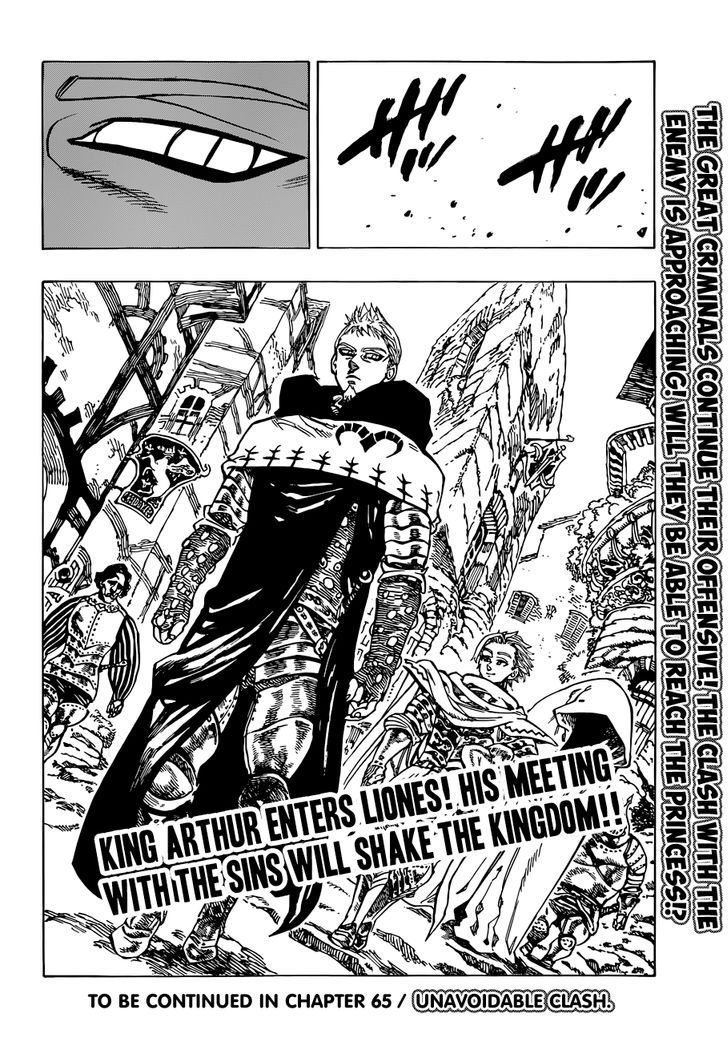 THE GREAT CRIMINALS CONTINUE THEIR OFFENSIVE! THE CLASH WITH THE
ENEMY IS APPROACHING! WILL THEY BE ABLE TO REACH THE PRINCESS!?
KING ARTHUR ENTERS LIONES! HIS MEETING
WITH THE SINS WILL SHAKE THE KINGDOM!!
TO BE CONTINUED IN CHAPTER 65 / UNAVOIDABLE CLASH.